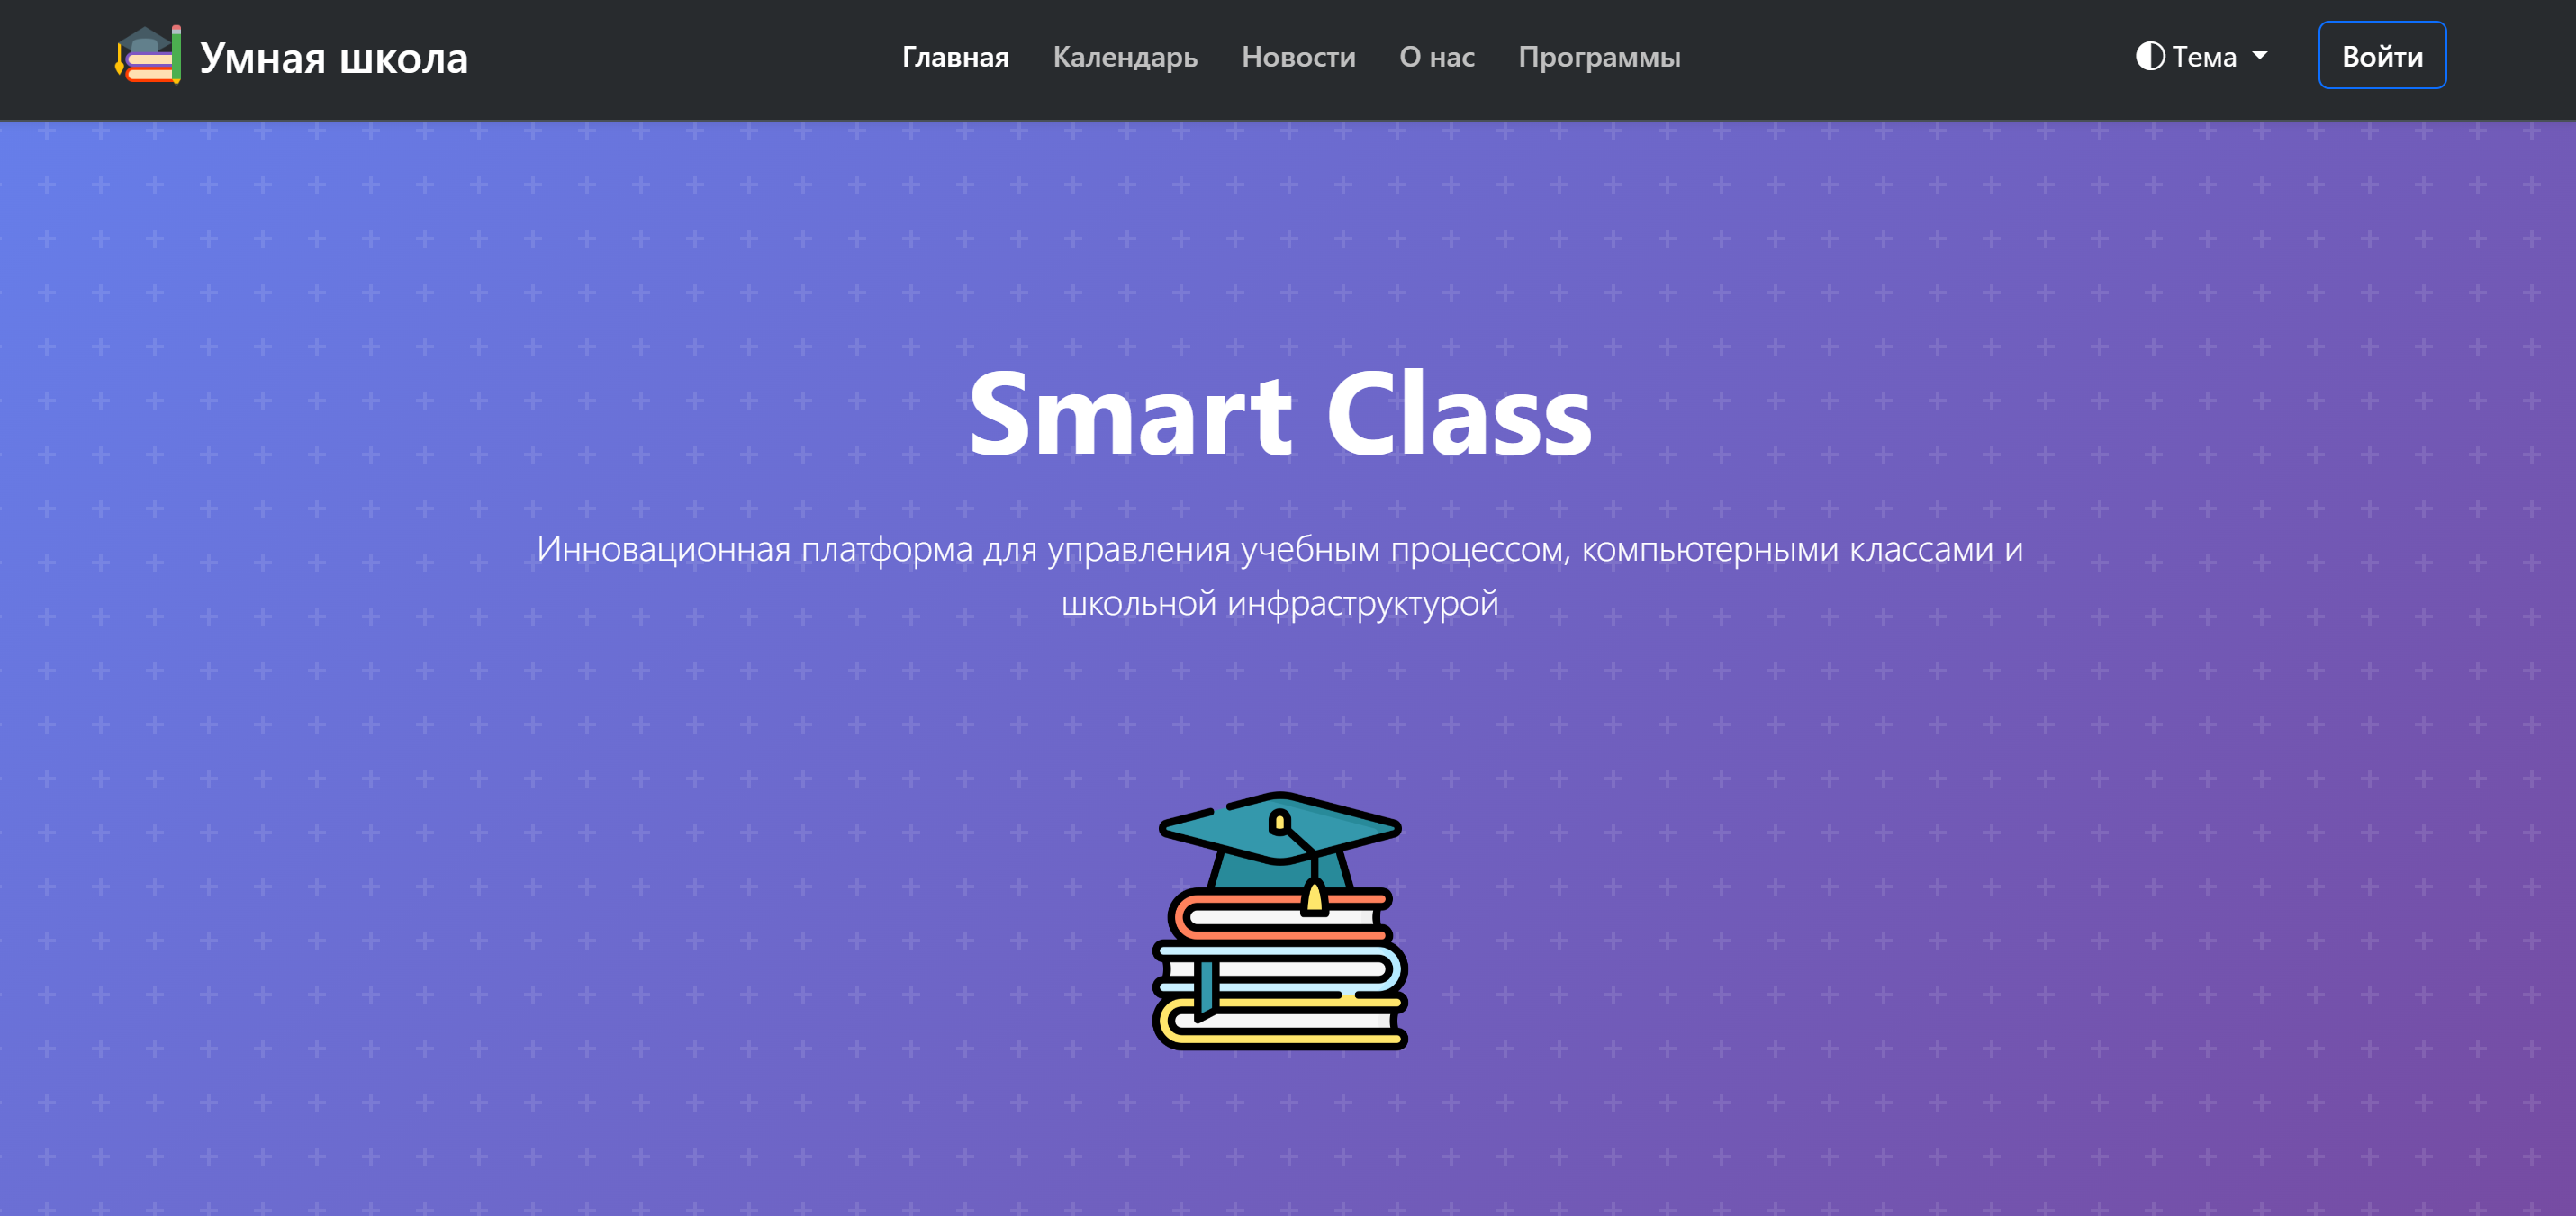 Умная школа
Главная Календарь Новости О нас Программы
Тема
Войти
Smart Class
Инновационная платформа для управления учебным процессом, компьютерными классами и
школьной инфраструктурой